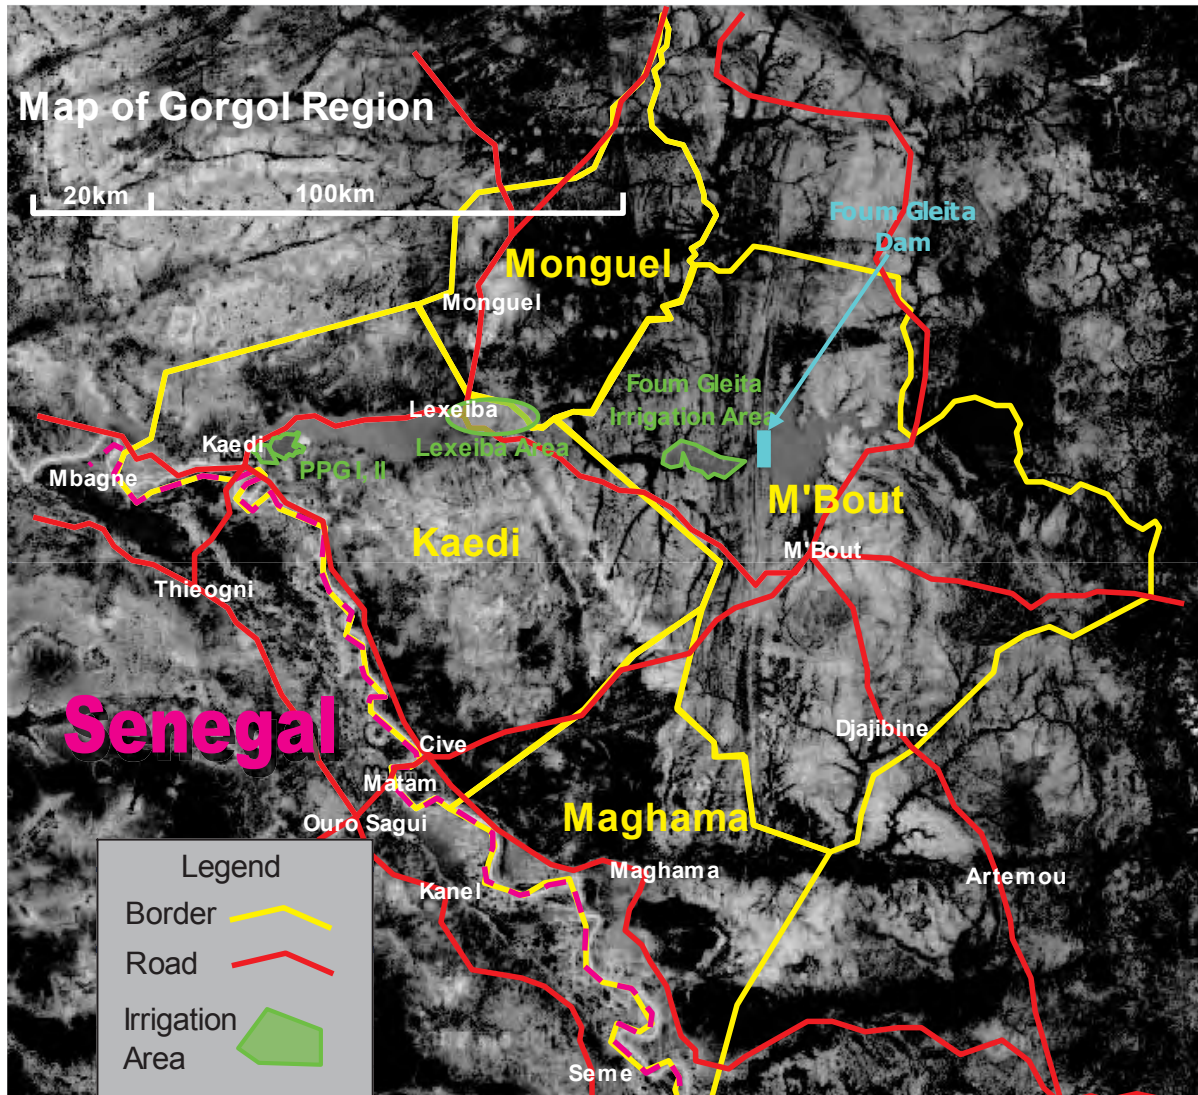 Map of Gorgol Region
20km
100km
Foum Gleita
Dam
Monguel
Monguel
Foum Gleita
Irrigation Area
Lexeiba
Lexeiba Area
Kaedi
PPG I, II
Mbagne
M'Bout
Kaedi
M'Bout
Thieogni
Senegal
Djajibine
Cive
Matam
Ouro Sagui
Maghama
Maghama
Kanel
Artemou
Seme
Legend
Border
Road
Irrigation
Area